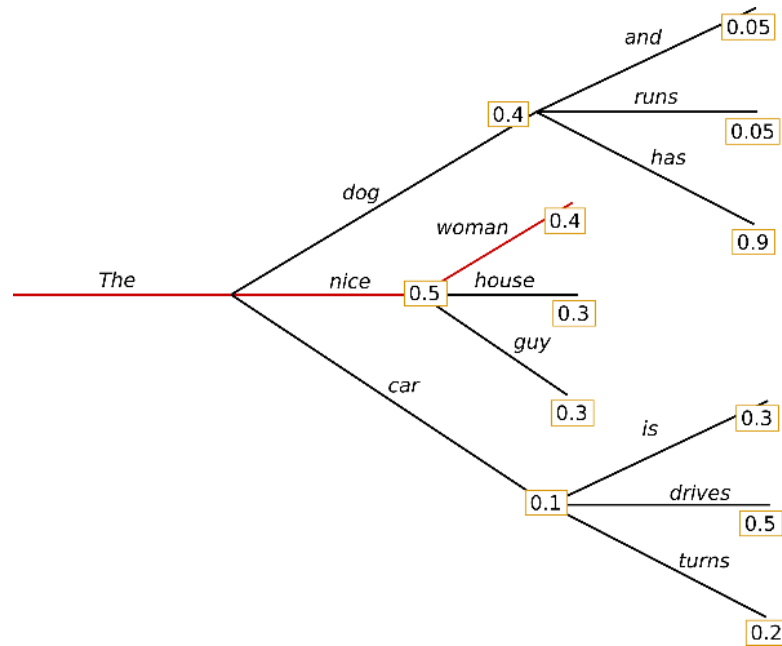 and
0.05
0.4
runs
0.05
has
0.9
dog
woman
0.4
The
nice
0.5
house
0.3
guy
0.3
car
is
0.3
0.1
drives
0.5
turns
0.2